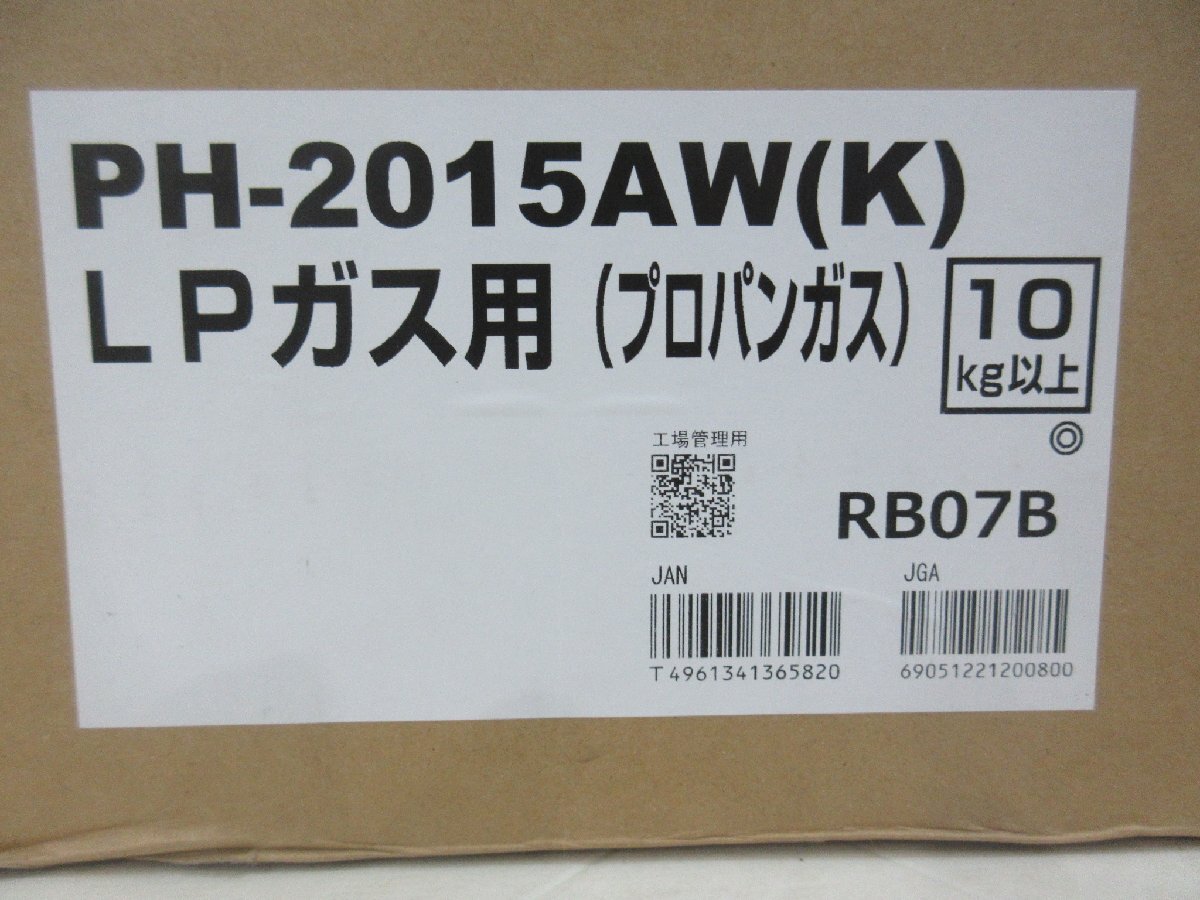 PH-2015AW(K)
LPガス用（プロパンガス）
10
kg以上
◎
工場管理用
RB07B
JAN
JGA
T4961341365820
69051221200800